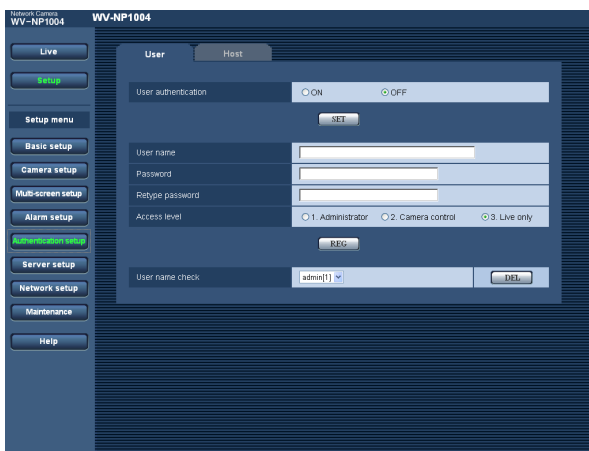 Network Camera
WV-NP1004
WV-NP1004
Live
Setup
Setup menu
Basic setup
Camera setup
Multi-screen setup
Alarm setup
Authentication setup
Server setup
Network setup
Maintenance
Help
User Host
User authentication ON OFF
SET
User name
Password
Retype password
Access level 1. Administrator 2. Camera control 3. Live only
REG
User name check admin[1] DEL